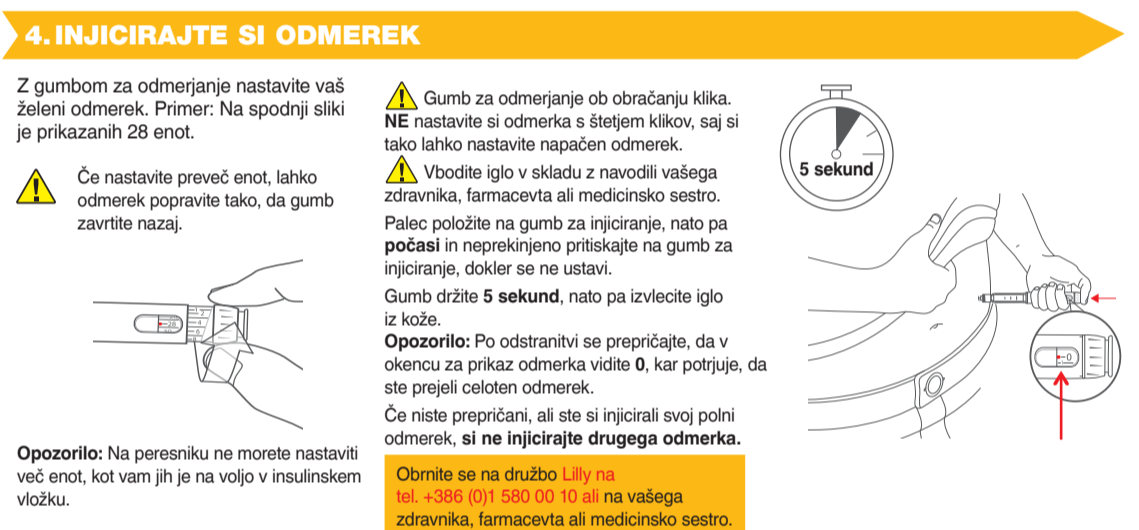 4. INJICIRAJTE SI ODMEREK
Z gumbom za odmerjanje nastavite vaš
želeni odmerek. Primer: Na spodnji sliki
je prikazanih 28 enot.
Če nastavite preveč enot, lahko
odmerek popravite tako, da gumb
zavrtite nazaj.
28
2
4
6
Opozorilo: Na peresniku ne morete nastaviti
več enot, kot vam jih je na voljo v insulinskem
vložku.
Gumb za odmerjanje ob obračanju klika.
NE nastavite si odmerka s štetjem klikov, saj si
tako lahko nastavite napačen odmerek.
Vbodite iglo v skladu z navodili vašega
zdravnika, farmacevta ali medicinsko sestro.
Palec položite na gumb za injiciranje, nato pa
počasi in neprekinjeno pritiskajte na gumb za
injiciranje, dokler se ne ustavi.
Gumb držite 5 sekund, nato pa izvlecite iglo
iz kože.
Opozorilo: Po odstranitvi se prepričajte, da v
okencu za prikaz odmerka vidite 0, kar potrjuje, da
ste prejeli celoten odmerek.
Če niste prepričani, ali ste si injicirali svoj polni
odmerek, si ne injicirajte drugega odmerka.
Obrnite se na družbo Lilly na
tel. +386 (0)1 580 00 10 ali na vašega
zdravnika, farmacevta ali medicinsko sestro.
5 sekund
0